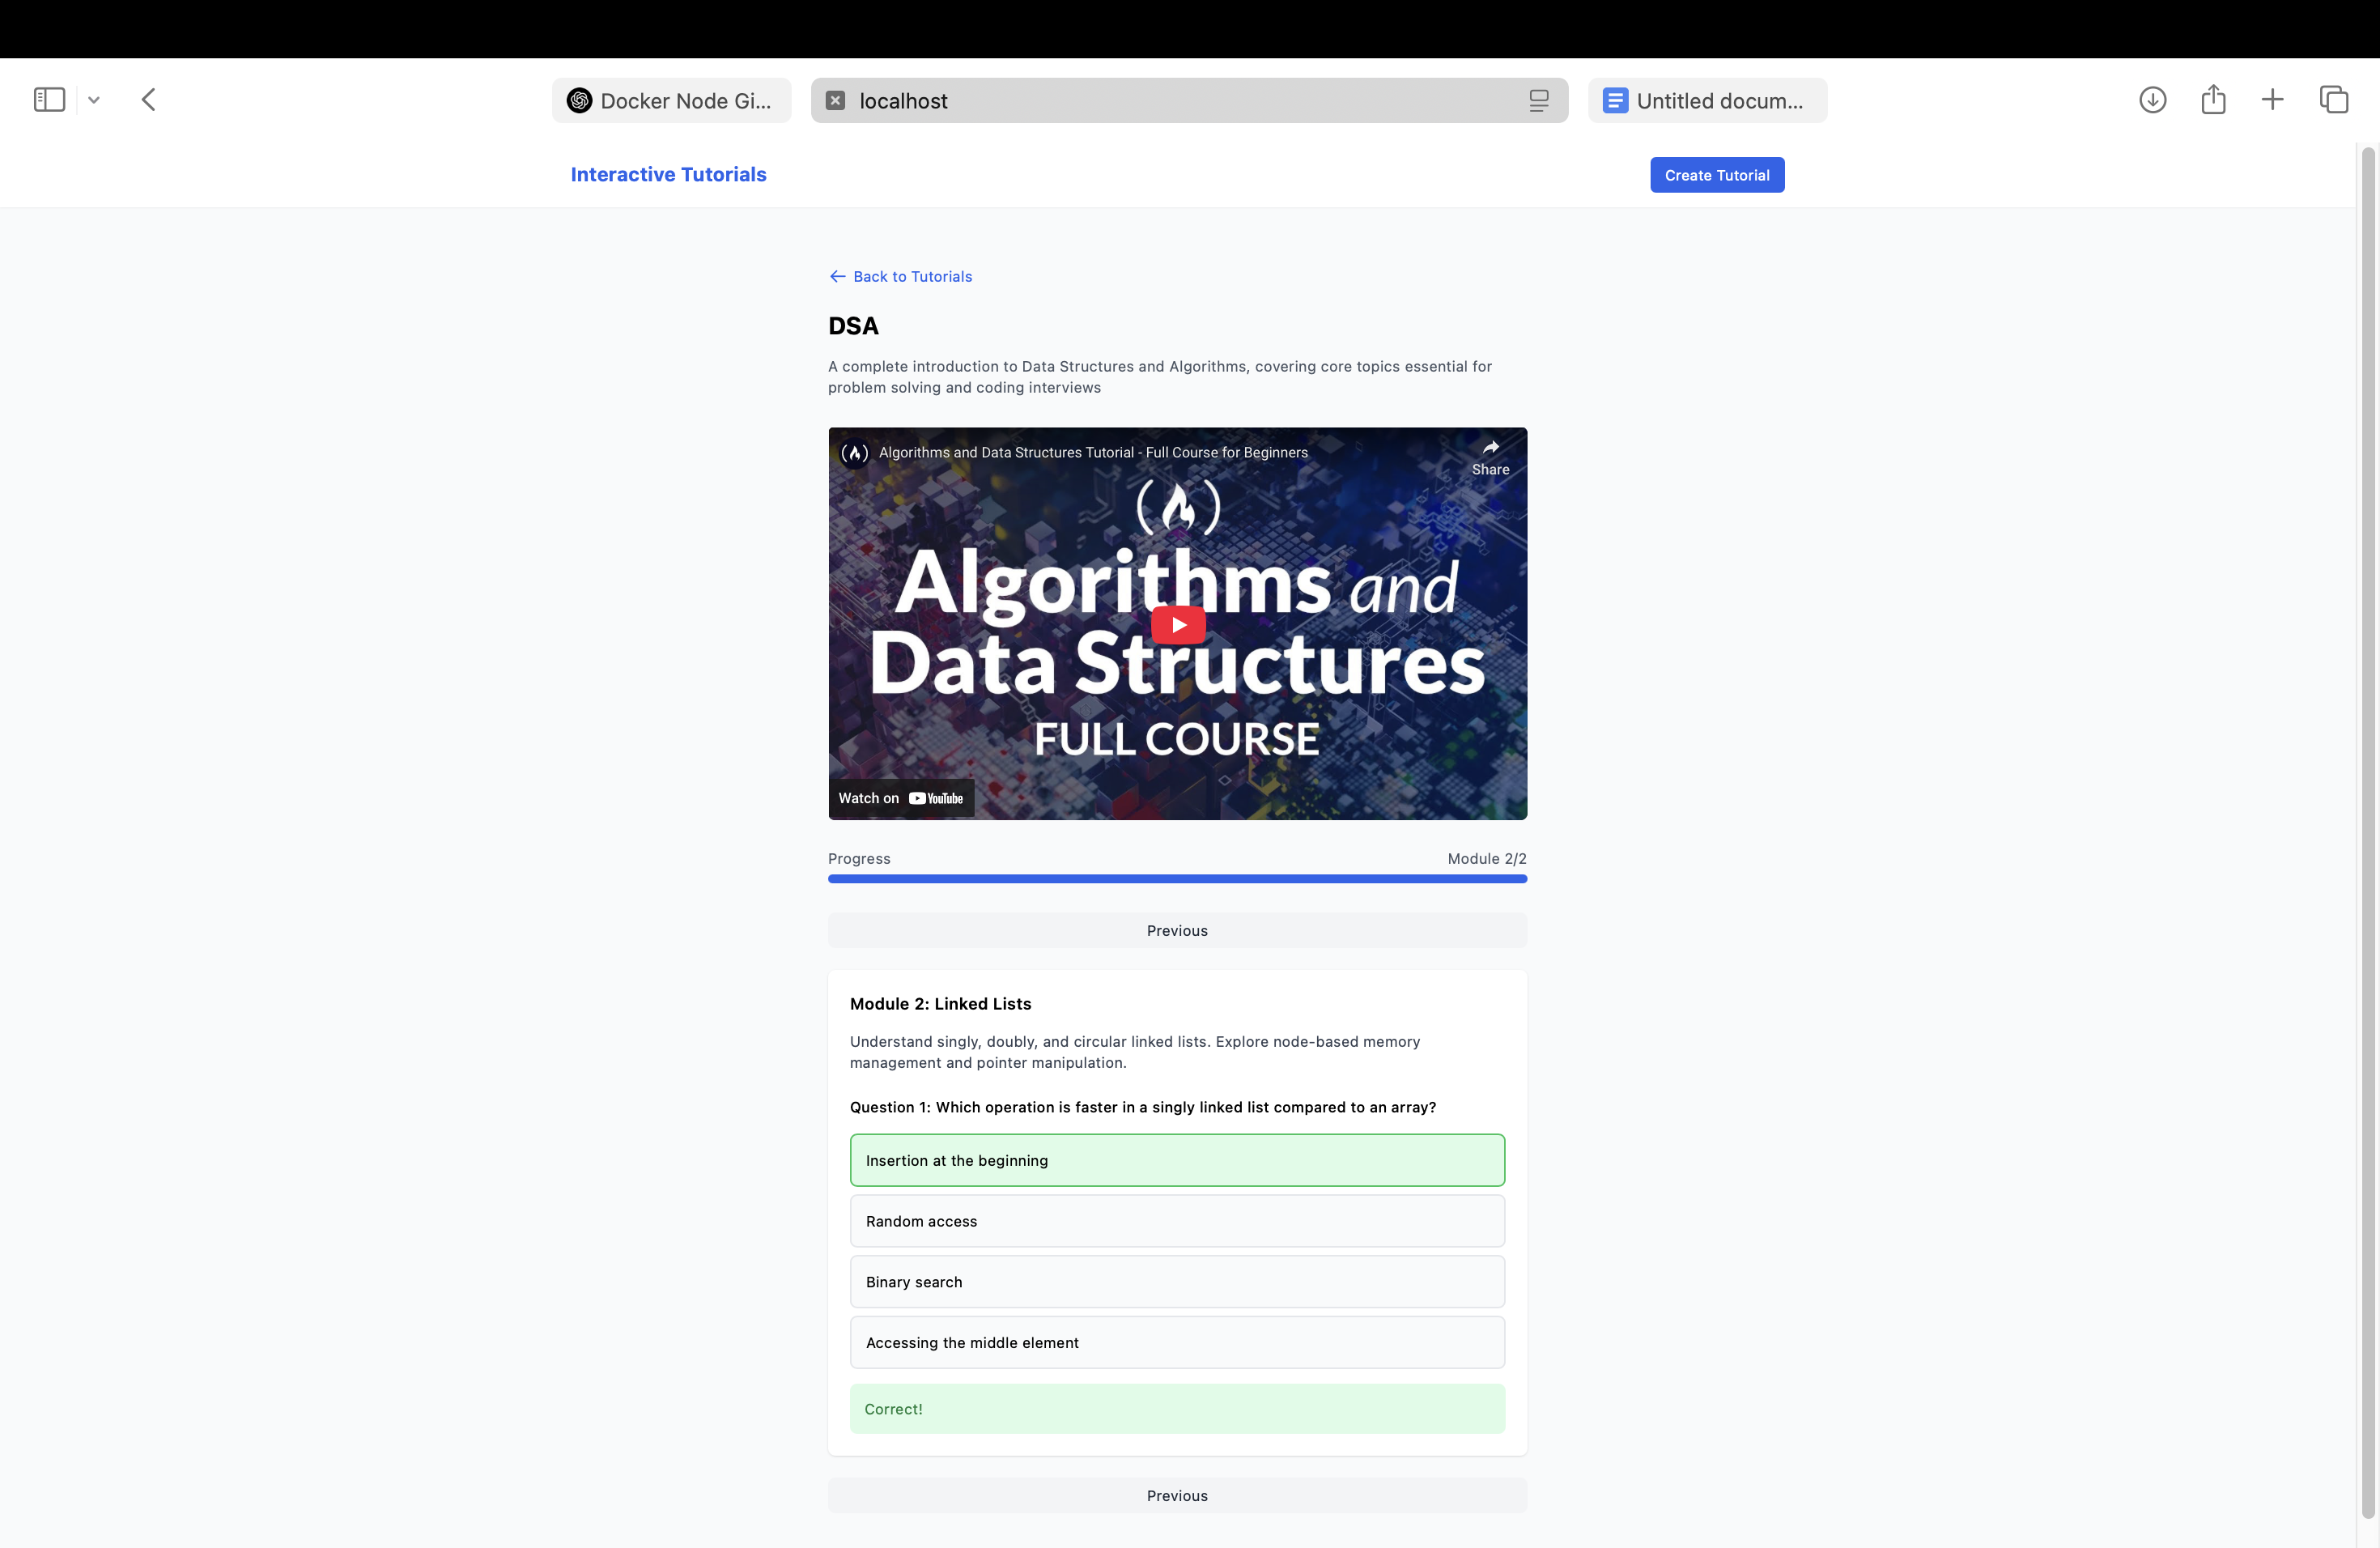 Docker Node Gi...
localhost
Untitled docum...
Interactive Tutorials
Create Tutorial
Back to Tutorials
DSA
A complete introduction to Data Structures and Algorithms, covering core topics essential for
problem solving and coding interviews
Algorithms and Data Structures Tutorial - Full Course for Beginners
Share
Algorithms and
Data Structures
FULL COURSE
Watch on YouTube
Progress
Module 2/2
Previous
Module 2: Linked Lists
Understand singly, doubly, and circular linked lists. Explore node-based memory
management and pointer manipulation.
Question 1: Which operation is faster in a singly linked list compared to an array?
Insertion at the beginning
Random access
Binary search
Accessing the middle element
Correct!
Previous